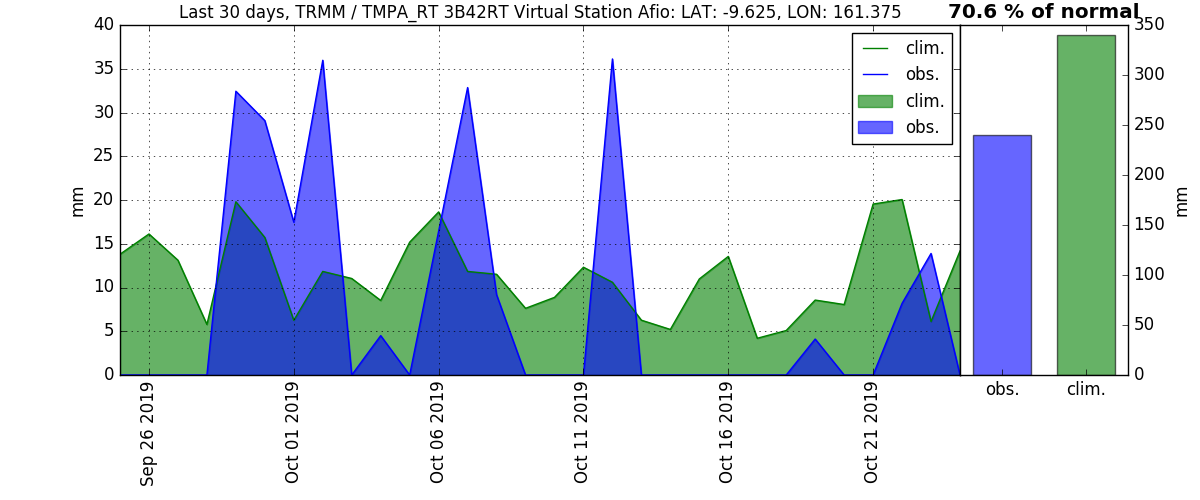 Last 30 days, TRMM / TMPA_RT 3B42RT Virtual Station Afio: LAT: -9.625, LON: 161.375
70.6 % of normal
40
35
30
25
20
15
10
5
0
mm
clim.
obs.
clim.
obs.
Sep 26 2019
Oct 01 2019
Oct 06 2019
Oct 11 2019
Oct 16 2019
Oct 21 2019
350
300
250
200
150
100
50
0
mm
obs.
clim.